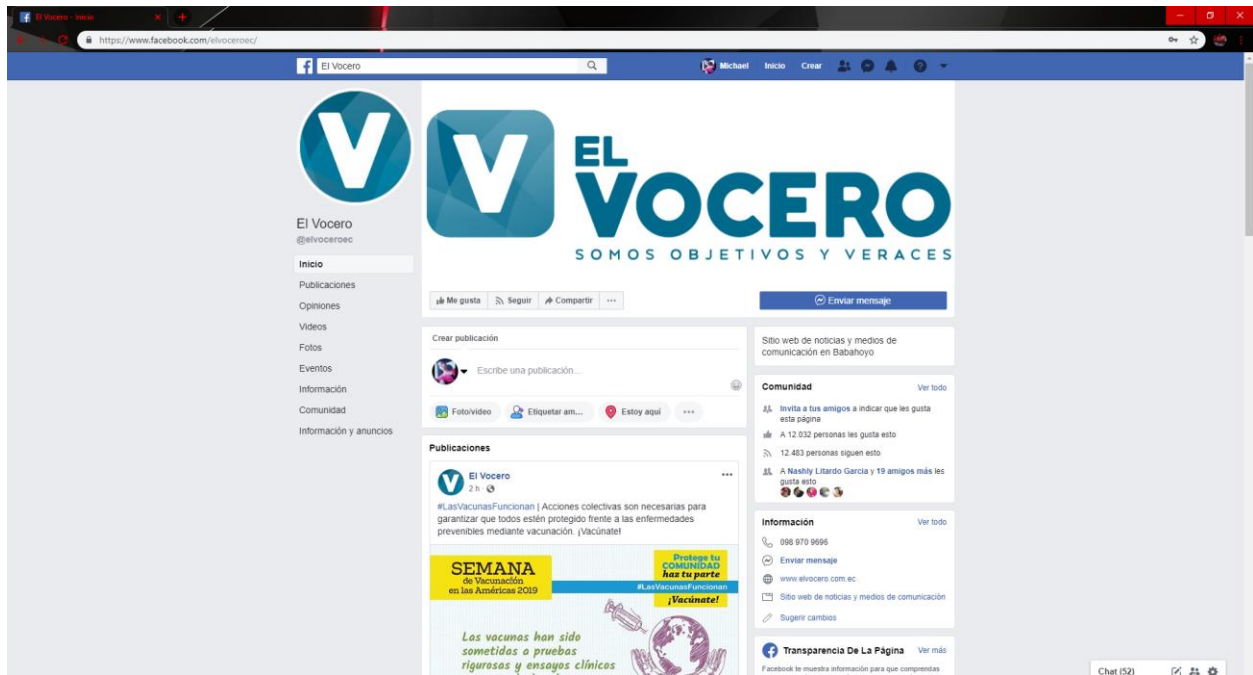 El Vocero - Inicio
https://www.facebook.com/elvoceroec/
El Vocero
Michael Inicio Crear
V
V
EL
VOCERO
SOMOS OBJETIVOS Y VERACES
El Vocero
@elvoceroec
Inicio
Publicaciones
Opiniones
Videos
Fotos
Eventos
Información
Comunidad
Información y anuncios
Me gusta Seguir Compartir ...
Enviar mensaje
Crear publicación
Escribe una publicación...
Foto/video Etiquetar am... Estoy aquí ...
Publicaciones
V
El Vocero
2 h
#LasVacunasFuncionan | Acciones colectivas son necesarias para
garantizar que todos estén protegido frente a las enfermedades
prevenibles mediante vacunación. ¡Vacúnate!
SEMANA
de Vacunación
en las Américas 2019
Protege tu
COMUNIDAD
haz tu parte
#LasVacunasFuncionan
¡Vacúnate!
Las vacunas han sido
sometidas a pruebas
rigurosas y ensayos clínicos
Sitio web de noticias y medios de
comunicación en Babahoyo
Comunidad Ver todo
Invita a tus amigos a indicar que les gusta
esta página
A 12.032 personas les gusta esto
12.483 personas siguen esto
A Nashly Litardo Garcia y 19 amigos más les
gusta esto
Información Ver todo
098 970 9696
Enviar mensaje
www.elvocero.com.ec
Sitio web de noticias y medios de comunicación
Sugerir cambios
Transparencia De La Página Ver más
Facebook te muestra información para que comprendas
Chat (52)